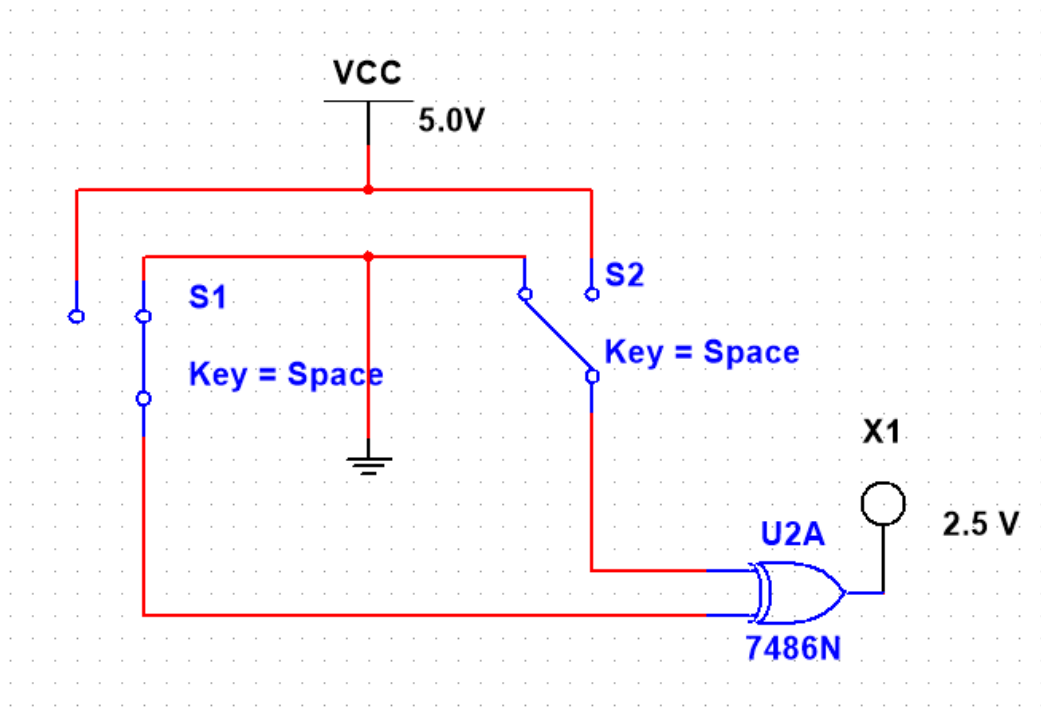 VCC
5.0V
S2
S1
Key = Space
Key = Space
X1
2.5 V
U2A
7486N